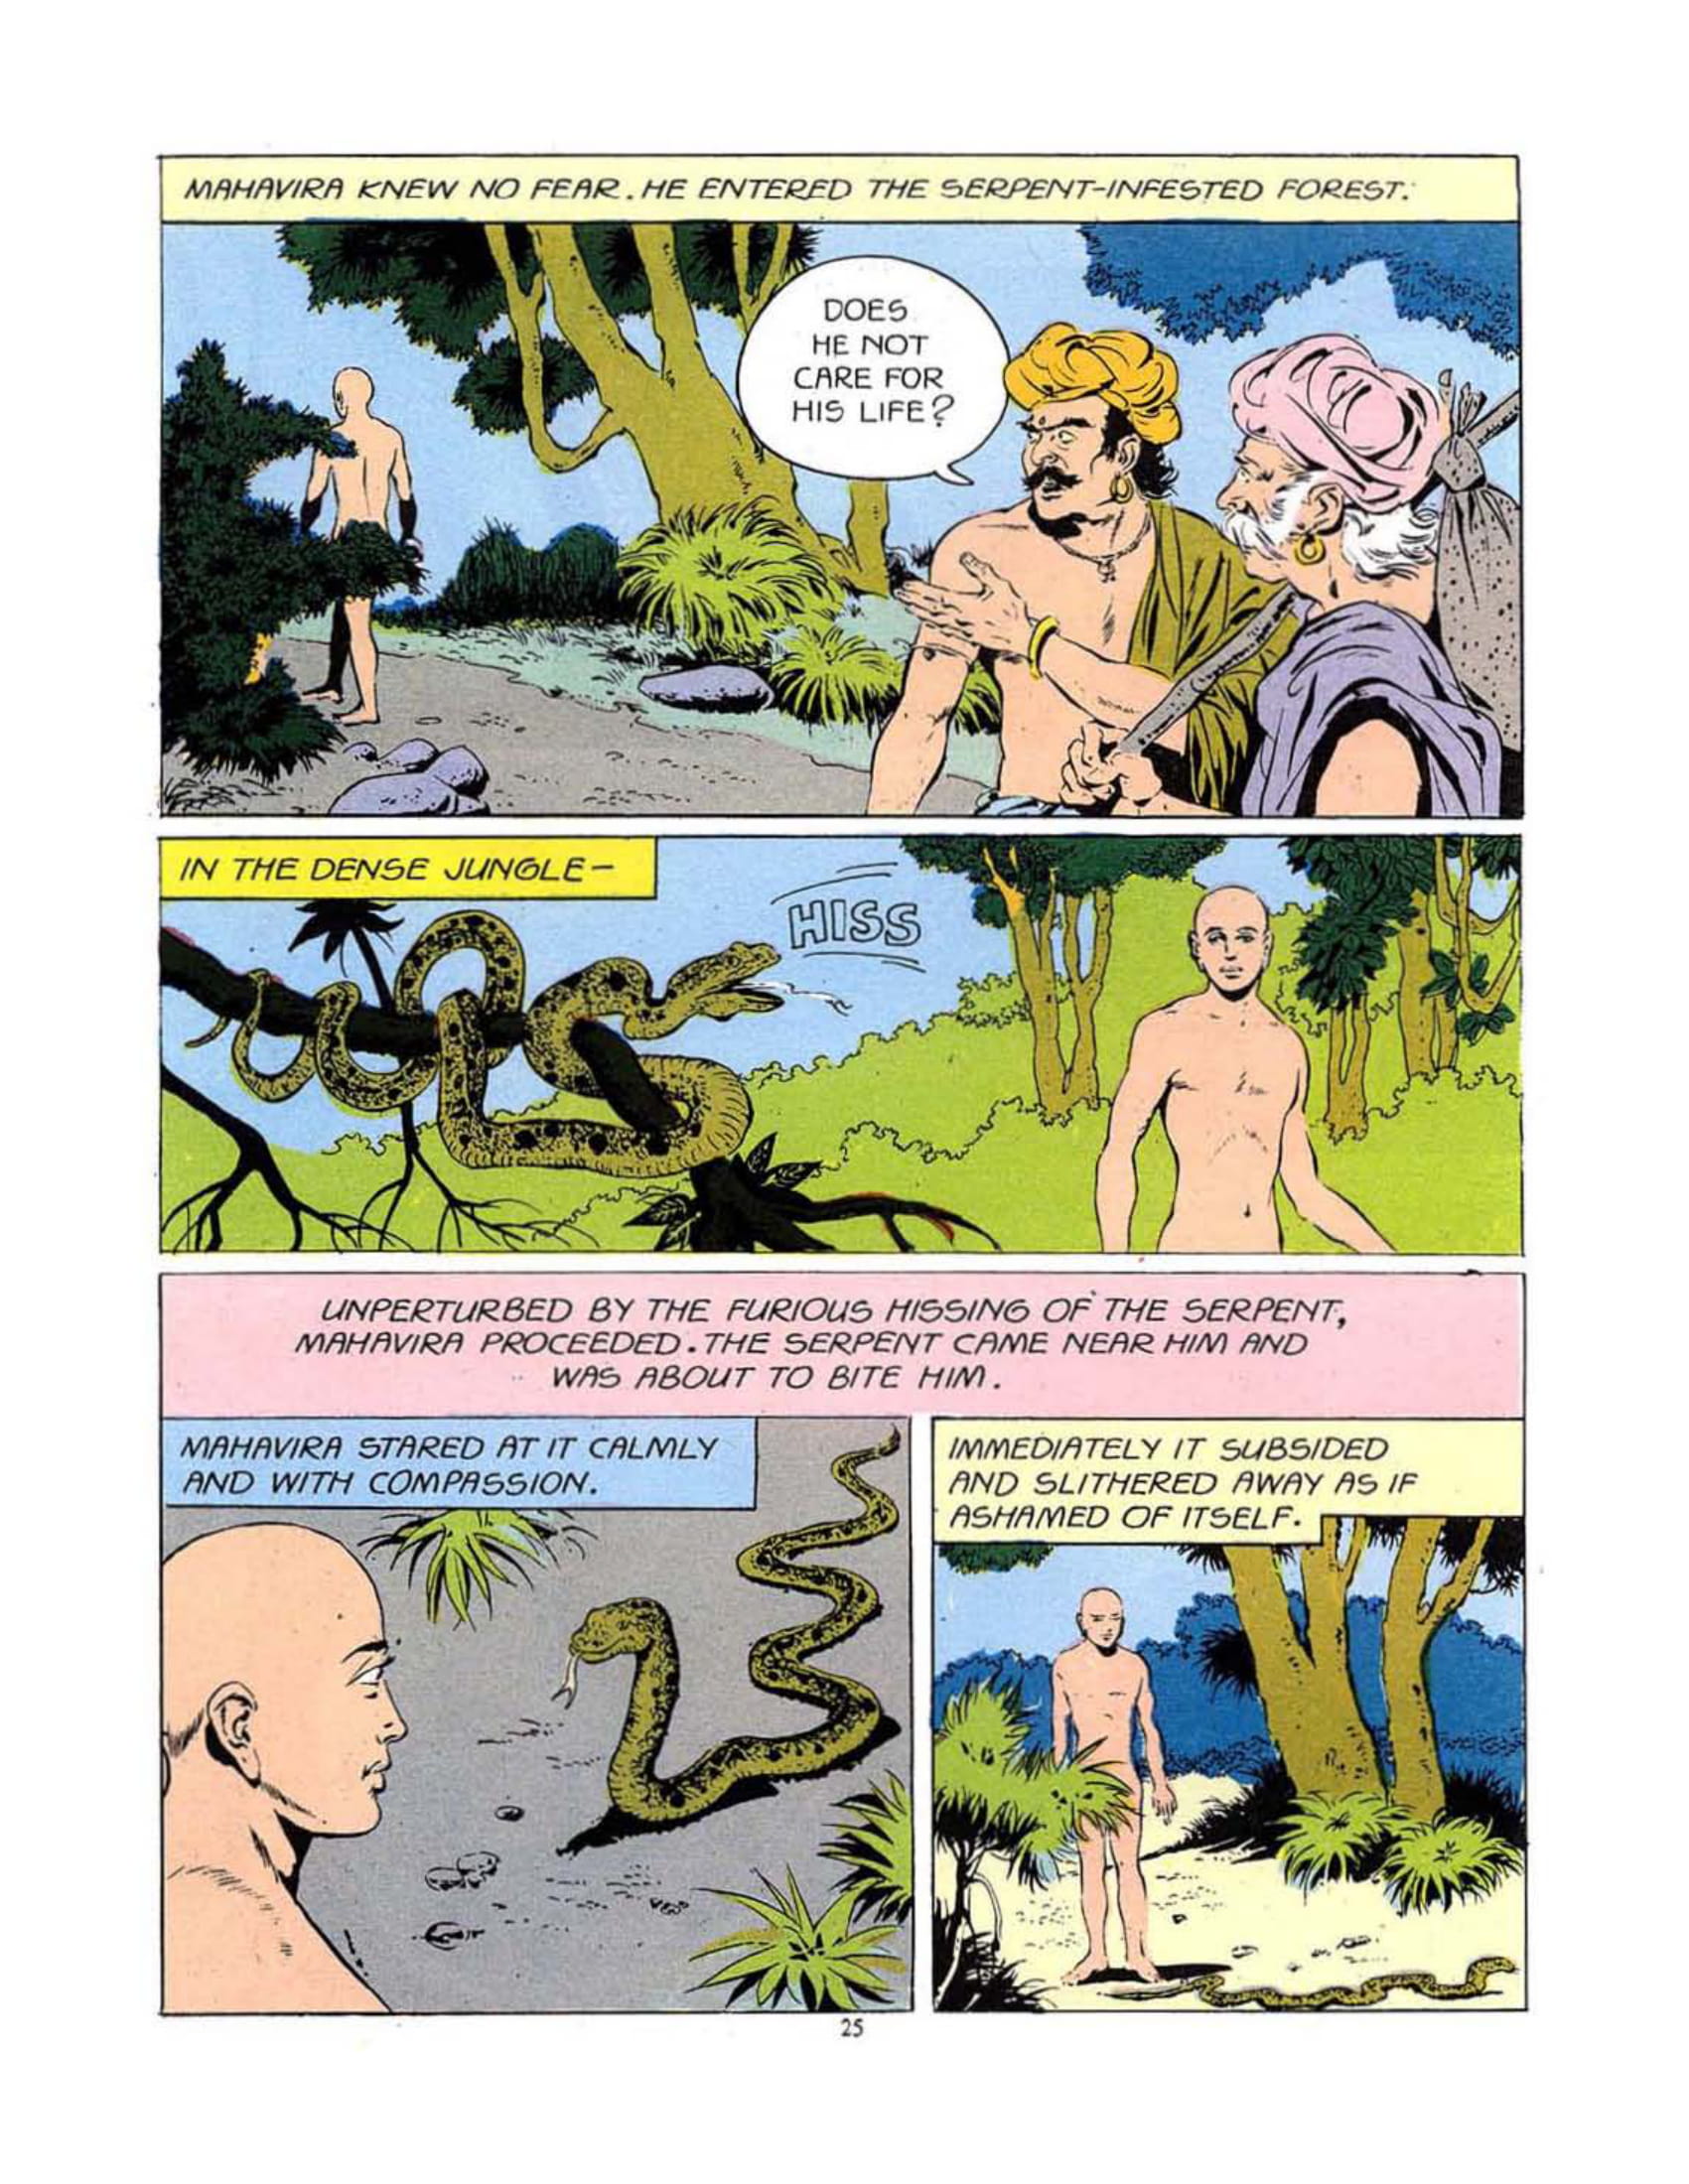 MAHAVIRA KNEW NO FEAR. HE ENTERED THE SERPENT-INFESTED FOREST.
DOES
HE NOT
CARE FOR
HIS LIFE?
IN THE DENSE JUNGLE—
HISS
UNPERTURBED BY THE FURIOUS HISSING OF THE SERPENT,
MAHAVIRA PROCEEDED. THE SERPENT CAME NEAR HIM AND
WAS ABOUT TO BITE HIM.
MAHAVIRA STARED AT IT CALMLY
AND WITH COMPASSION.
IMMEDIATELY IT SUBSIDED
AND SLITHERED AWAY AS IF
ASHAMED OF ITSELF.
25